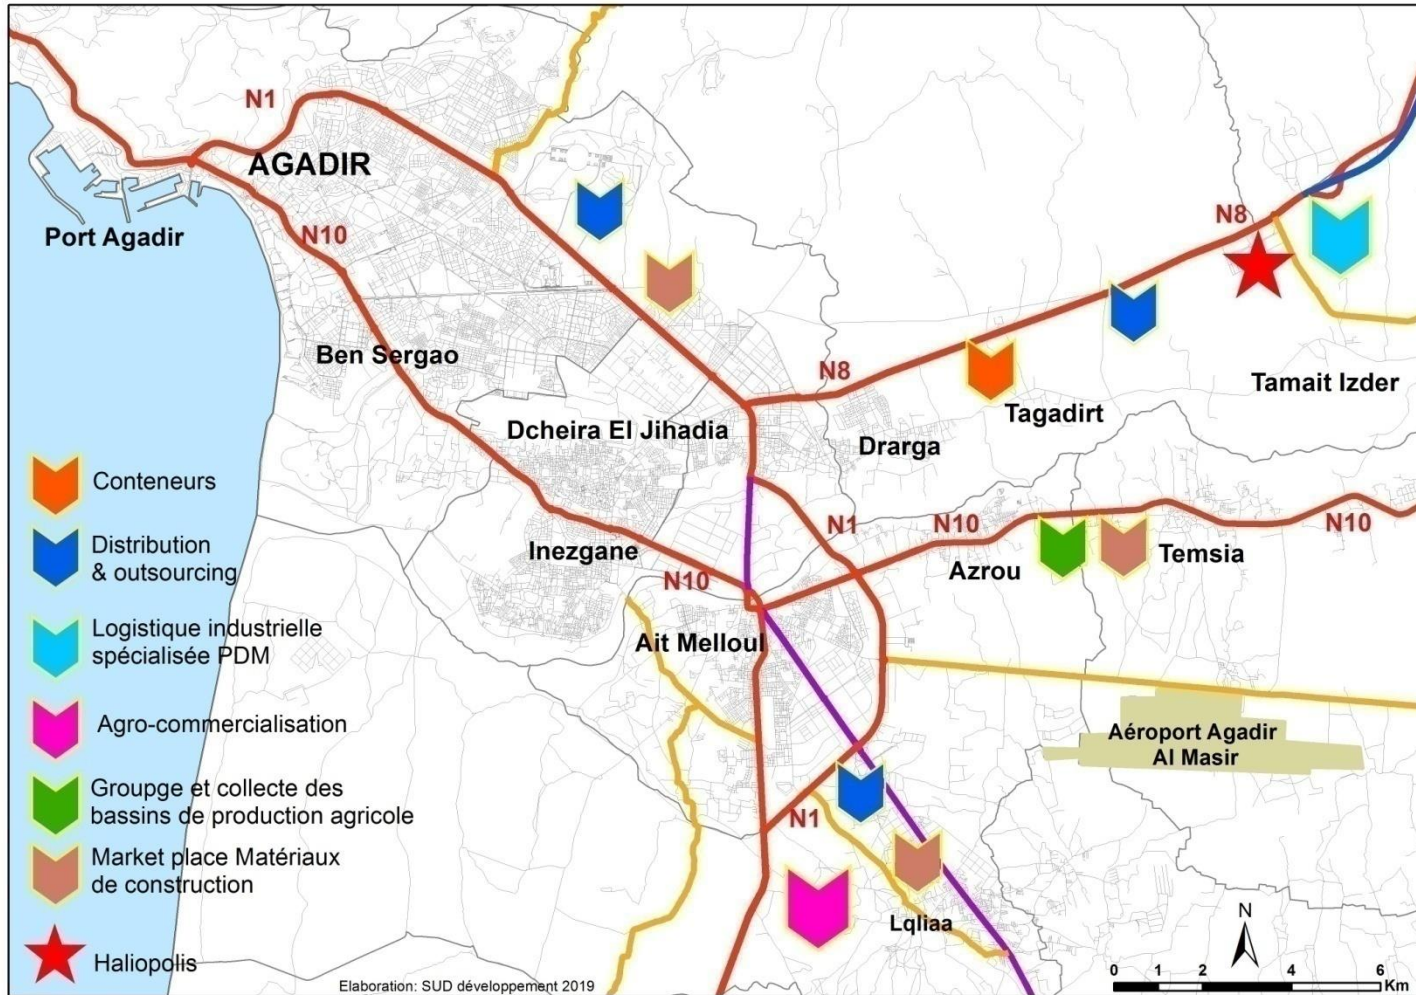 N1
AGADIR
Port Agadir
N10
N8
Ben Sergao
Tamait Izder
N8
Tagadirt
Dcheira El Jihadia
Drarga
Conteneurs
N1
N10
N10
Distribution
& outsourcing
Inezgane
Temsia
Azrou
N10
Logistique industrielle
spécialisée PDM
Ait Melloul
Agro-commercialisation
Aéroport Agadir
Al Masir
Groupge et collecte des
bassins de production agricole
N1
Market place Matériaux
de construction
Lqliaa
N
Haliopolis
0 1 2 4 6
Km
Elaboration: SUD développement 2019